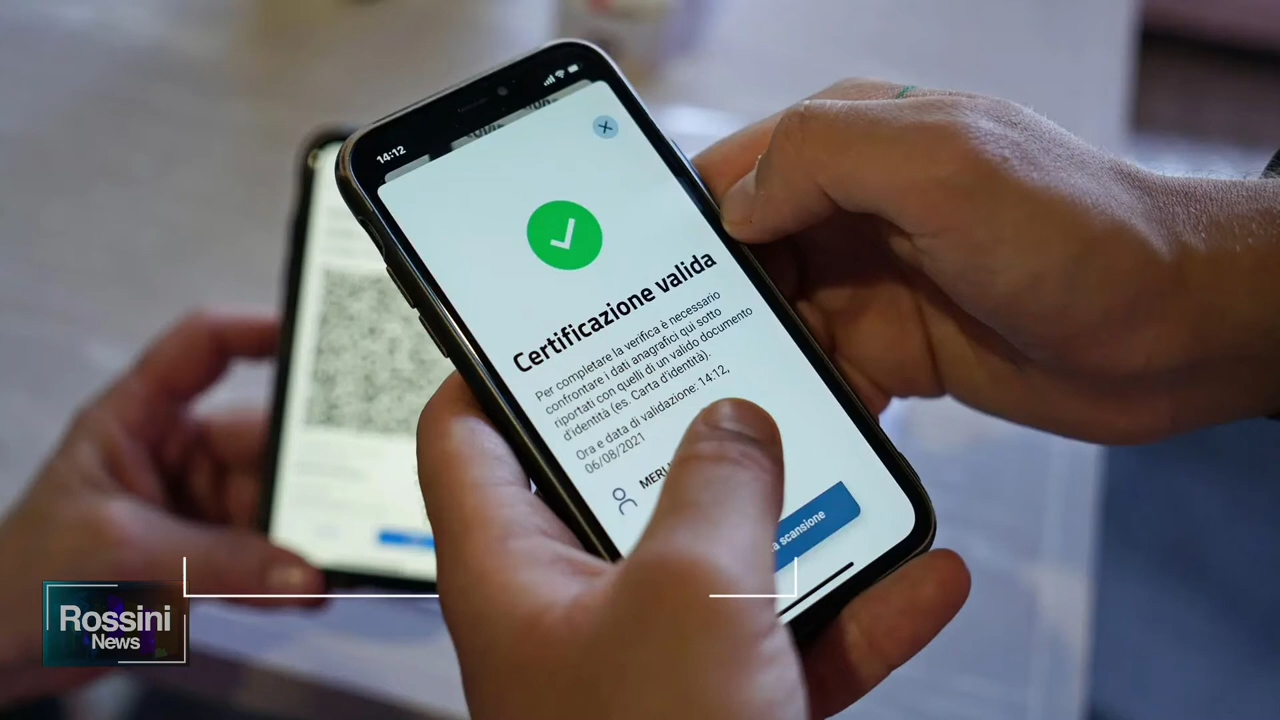 14:12
Certificazione valida
Per completare la verifica è necessario
confrontare i dati anagrafici qui sotto
riportati con quelli di un valido documento
d'identità (es. Carta d'identità).
Ora e data di validazione: 14:12,
06/08/2021
scansione
Rossini
News